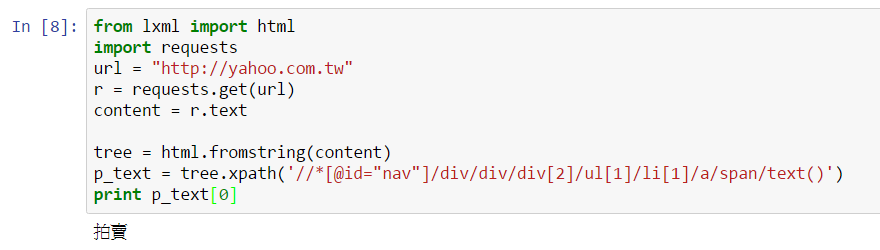 In [8]:
from lxml import html
import requests
url = "http://yahoo.com.tw"
r = requests.get(url)
content = r.text
tree = html.fromstring(content)
p_text = tree.xpath('//*[@id="nav"]/div/div/div[2]/ul[1]/li[1]/a/span/text()')
print p_text[0]
拍賣